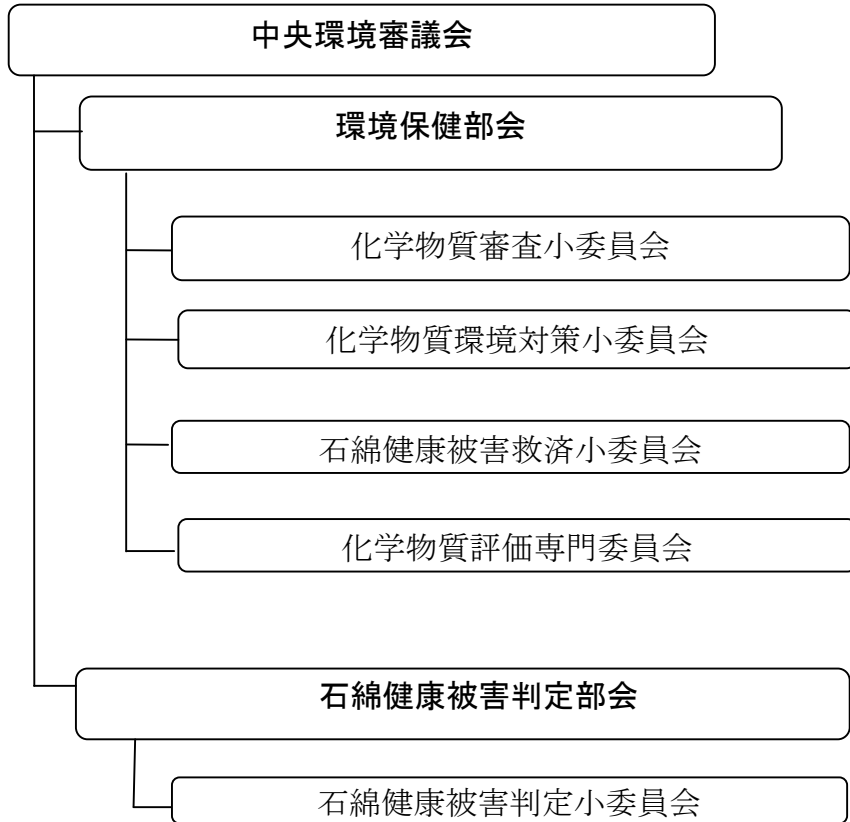 中央環境審議会
環境保健部会
化学物質審査小委員会
化学物質環境対策小委員会
石綿健康被害救済小委員会
化学物質評価専門委員会
石綿健康被害判定部会
石綿健康被害判定小委員会